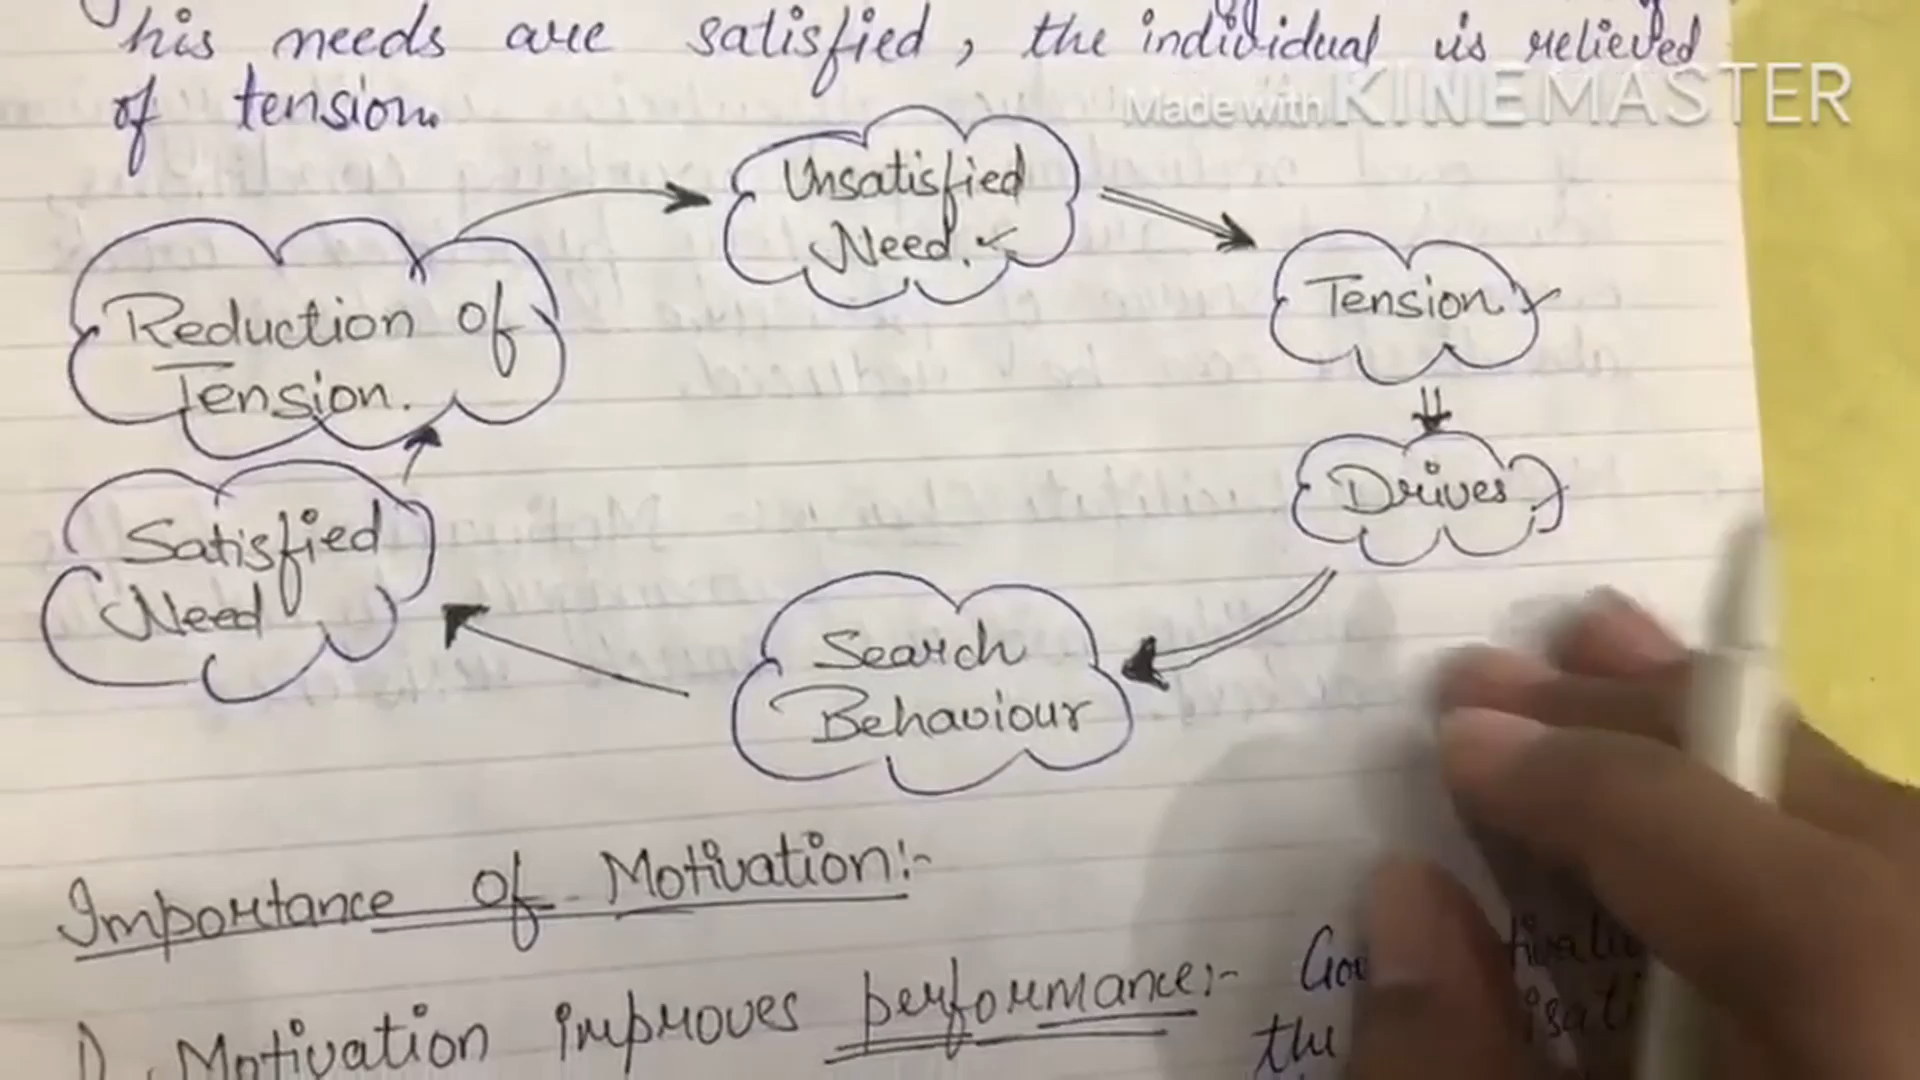 his needs are satisfied, the individual is relieved
of tension.
Made with KINEMASTER
Unsatisfied
Need.
Tension
Drives
Search
Behaviour
Satisfied
Need
Reduction of
Tension.
Importance of Motivation:-
1) Motivation improves performance:-
the